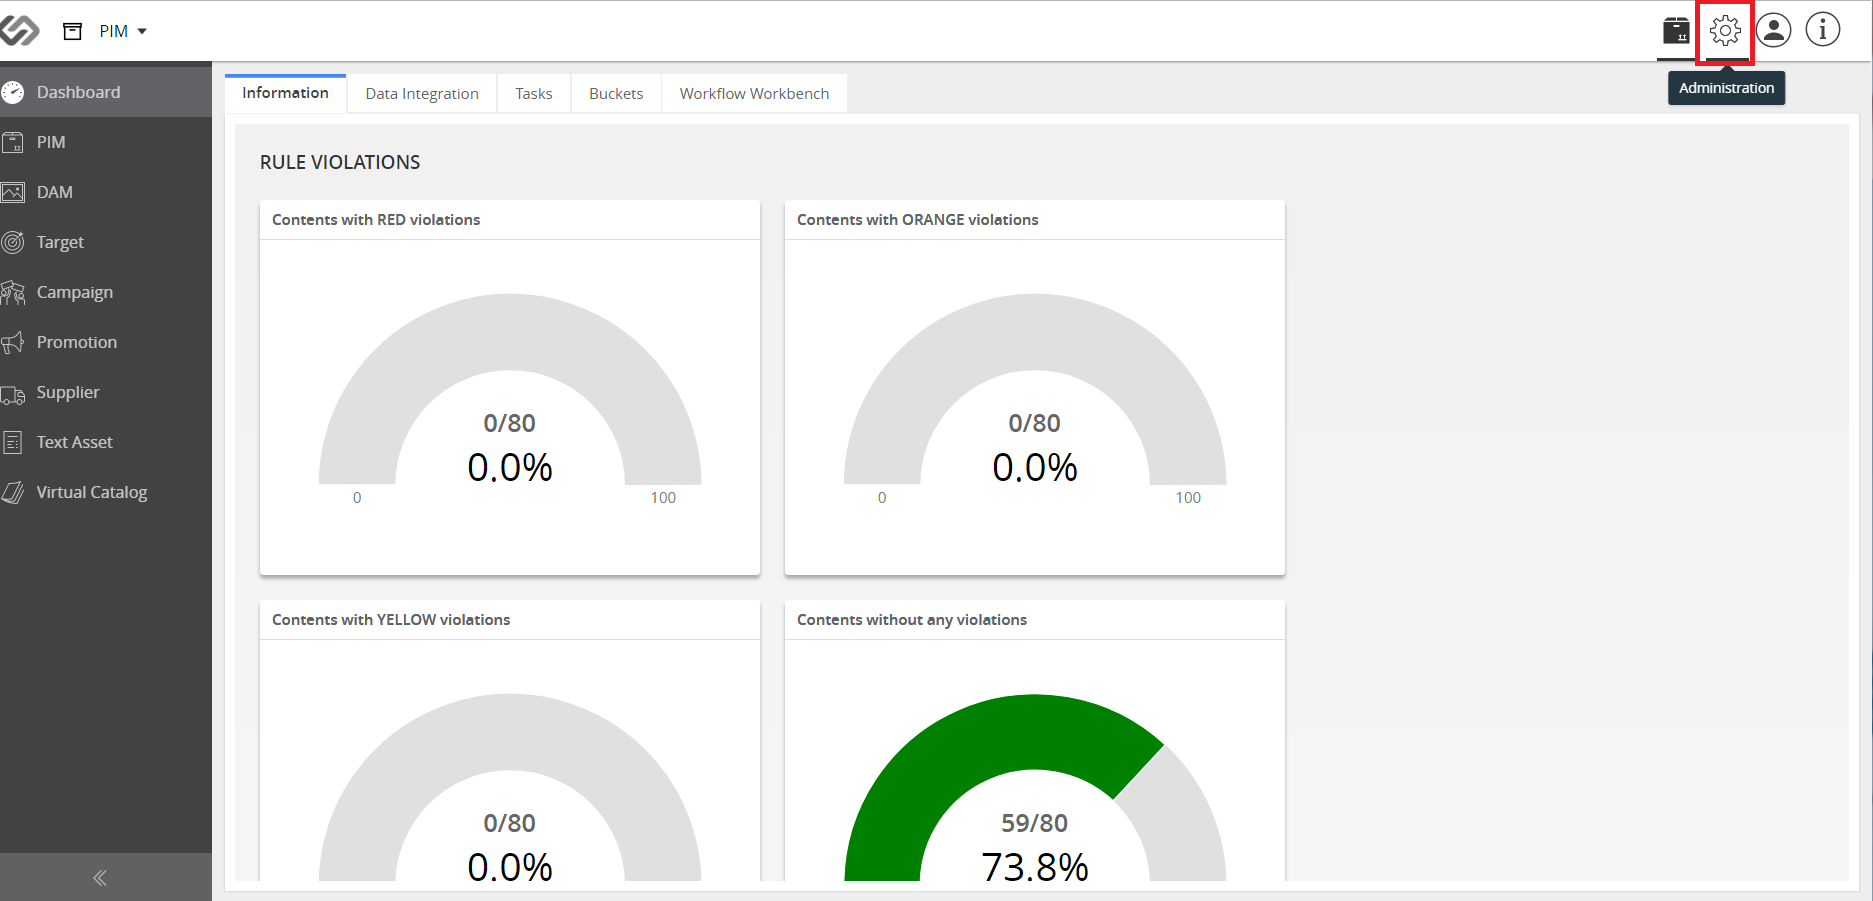 PIM
Administration
Dashboard
PIM
DAM
Target
Campaign
Promotion
Supplier
Text Asset
Virtual Catalog
Information
Data Integration
Tasks
Buckets
Workflow Workbench
RULE VIOLATIONS
Contents with RED violations
0/80
0.0%
0
100
Contents with ORANGE violations
0/80
0.0%
0
100
Contents with YELLOW violations
0/80
0.0%
Contents without any violations
59/80
73.8%